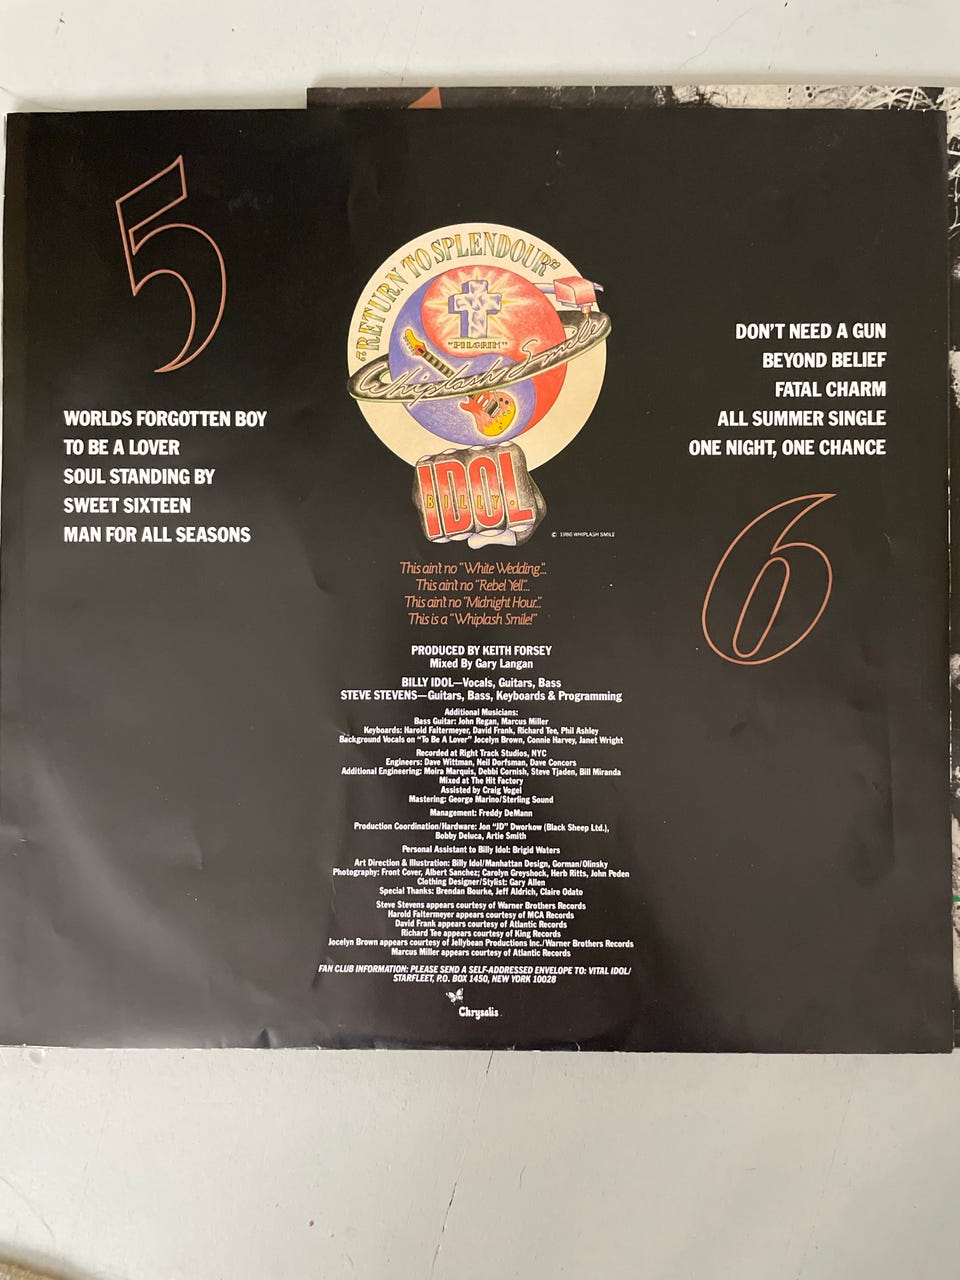 5
WORLDS FORGOTTEN BOY
TO BE A LOVER
SOUL STANDING BY
SWEET SIXTEEN
MAN FOR ALL SEASONS
"RETURN TO SPLENDOUR"
"PILGRIM"
Whiplash Smile
IDOL
BILLY
© 1986 WHIPLASH SMILE
DON'T NEED A GUN
BEYOND BELIEF
FATAL CHARM
ALL SUMMER SINGLE
ONE NIGHT, ONE CHANCE
6
This ain't no "White Wedding"...
This ain't no "Rebel Yell"...
This ain't no "Midnight Hour"...
This is a "Whiplash Smile!"
PRODUCED BY KEITH FORSEY
Mixed By Gary Langan
BILLY IDOL—Vocals, Guitars, Bass
STEVE STEVENS—Guitars, Bass, Keyboards & Programming
Additional Musicians:
Bass Guitar: John Regan, Marcus Miller
Keyboards: Harold Faltermeyer, David Frank, Richard Tee, Phil Ashley
Background Vocals on "To Be A Lover" Jocelyn Brown, Connie Harvey, Janet Wright
Recorded at Right Track Studios, NYC
Engineers: Dave Wittman, Neil Dorfsman, Dave Concors
Additional Engineering: Moira Marquis, Debbi Cornish, Steve Tjaden, Bill Miranda
Mixed at The Hit Factory
Assisted by Craig Vogel
Mastering: George Marino/Sterling Sound
Management: Freddy DeMann
Production Coordination/Hardware: Jon "JD" Dworkow (Black Sheep Ltd.),
Bobby Deluca, Artie Smith
Personal Assistant to Billy Idol: Brigid Waters
Art Direction & Illustration: Billy Idol/Manhattan Design, Gorman/Olinsky
Photography: Front Cover, Albert Sanchez; Carolyn Greyshock, Herb Ritts, John Peden
Clothing Designer/Stylist: Gary Allen
Special Thanks: Brendan Bourke, Jeff Aldrich, Claire Odato
Steve Stevens appears courtesy of Warner Brothers Records
Harold Faltermeyer appears courtesy of MCA Records
David Frank appears courtesy of Atlantic Records
Richard Tee appears courtesy of King Records
Jocelyn Brown appears courtesy of Jellybean Productions Inc./Warner Brothers Records
Marcus Miller appears courtesy of Atlantic Records
FAN CLUB INFORMATION: PLEASE SEND A SELF-ADDRESSED ENVELOPE TO: VITAL IDOL/
STARFLEET, P.O. BOX 1450, NEW YORK 10028
Chrysalis